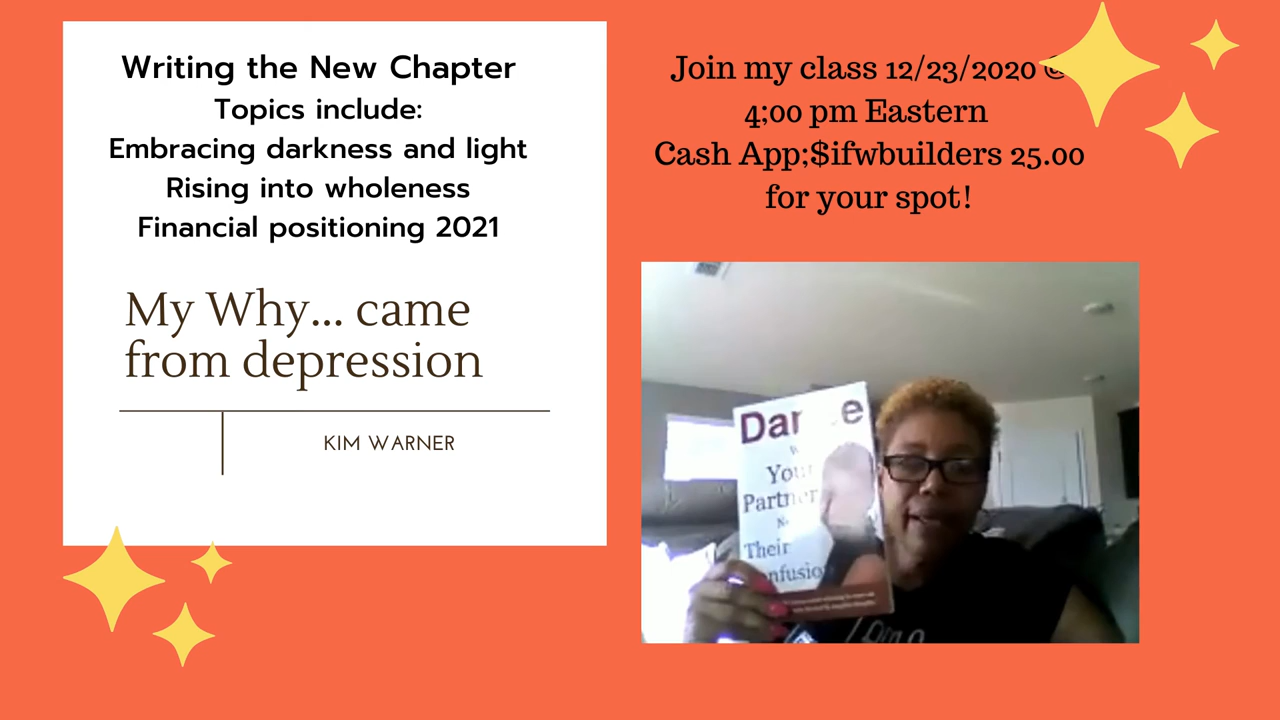 Writing the New Chapter
Topics include:
Embracing darkness and light
Rising into wholeness
Financial positioning 2021
My Why... came
from depression
KIM WARNER
Join my class 12/23/2020 @
4;00 pm Eastern
Cash App;$ifwbuilders 25.00
for your spot!
Your
Partner
Their